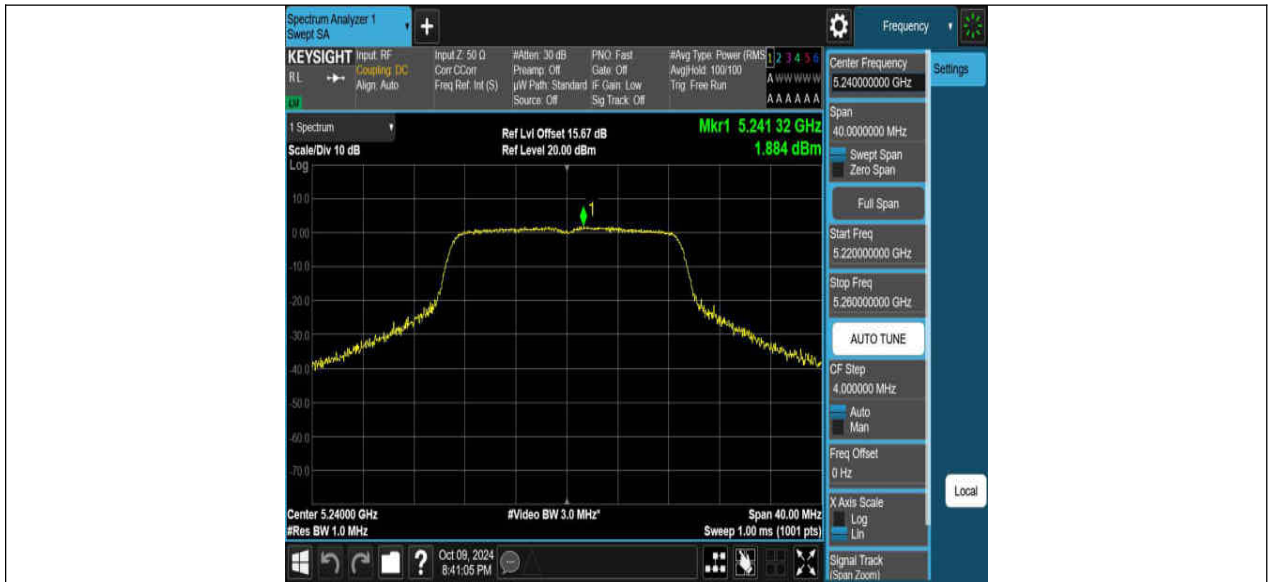 Spectrum Analyzer 1
Swept SA
+
Frequency
KEYSIGHT
RL
Input: RF
Coupling: DC
Align: Auto
Input Z: 50 Ω
Corr CCorr
Freq Ref: Int (S)
#Atten: 30 dB
Preamp: Off
µW Path: Standard
Source: Off
PNO: Fast
Gate: Off
IF Gain: Low
Sig Track: Off
#Avg Type: Power (RMS
Avg|Hold: 100/100
Trig: Free Run
1 2 3 4 5 6
A W W W W W
A A A A A A
LXI
1 Spectrum
Scale/Div 10 dB
Log
Ref Lvl Offset 15.67 dB
Ref Level 20.00 dBm
Mkr1 5.241 32 GHz
1.884 dBm
1
10.0
0.00
-10.0
-20.0
-30.0
-40.0
-50.0
-60.0
-70.0
Center 5.24000 GHz
#Res BW 1.0 MHz
#Video BW 3.0 MHz*
Span 40.00 MHz
Sweep 1.00 ms (1001 pts)
Center Frequency
5.240000000 GHz
Settings
Span
40.0000000 MHz
Swept Span
Zero Span
Full Span
Start Freq
5.220000000 GHz
Stop Freq
5.260000000 GHz
AUTO TUNE
CF Step
4.000000 MHz
Auto
Man
Freq Offset
0 Hz
X Axis Scale
Log
Lin
Local
Signal Track
(Span Zoom)
?
Oct 09, 2024
8:41:05 PM